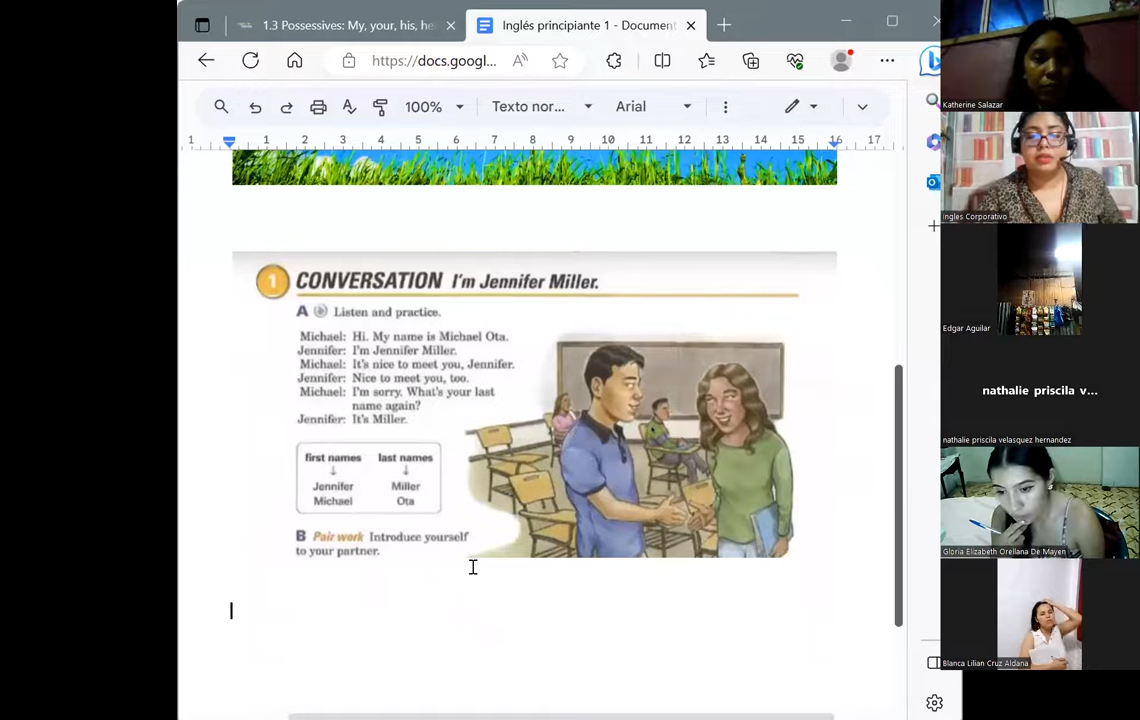 1.3 Possessives: My, your, his, he
Inglés principiante 1 - Document
https://docs.googl...
100%
Texto nor...
Arial
1 1 2 3 4 5 6 7 8 9 10 11 12 13 14 15 16 17
1 CONVERSATION I'm Jennifer Miller.
A Listen and practice.
Michael: Hi. My name is Michael Ota.
Jennifer: I'm Jennifer Miller.
Michael: It's nice to meet you, Jennifer.
Jennifer: Nice to meet you, too.
Michael: I'm sorry. What's your last
name again?
Jennifer: It's Miller.
first names last names
Jennifer Miller
Michael Ota
B Pair work Introduce yourself
to your partner.
Katherine Salazar
Ingles Corporativo
Edgar Aguilar
nathalie priscila v...
nathalie priscila velasquez hernandez
Gloria Elizabeth Orellana De Mayen
Blanca Lilian Cruz Aldana